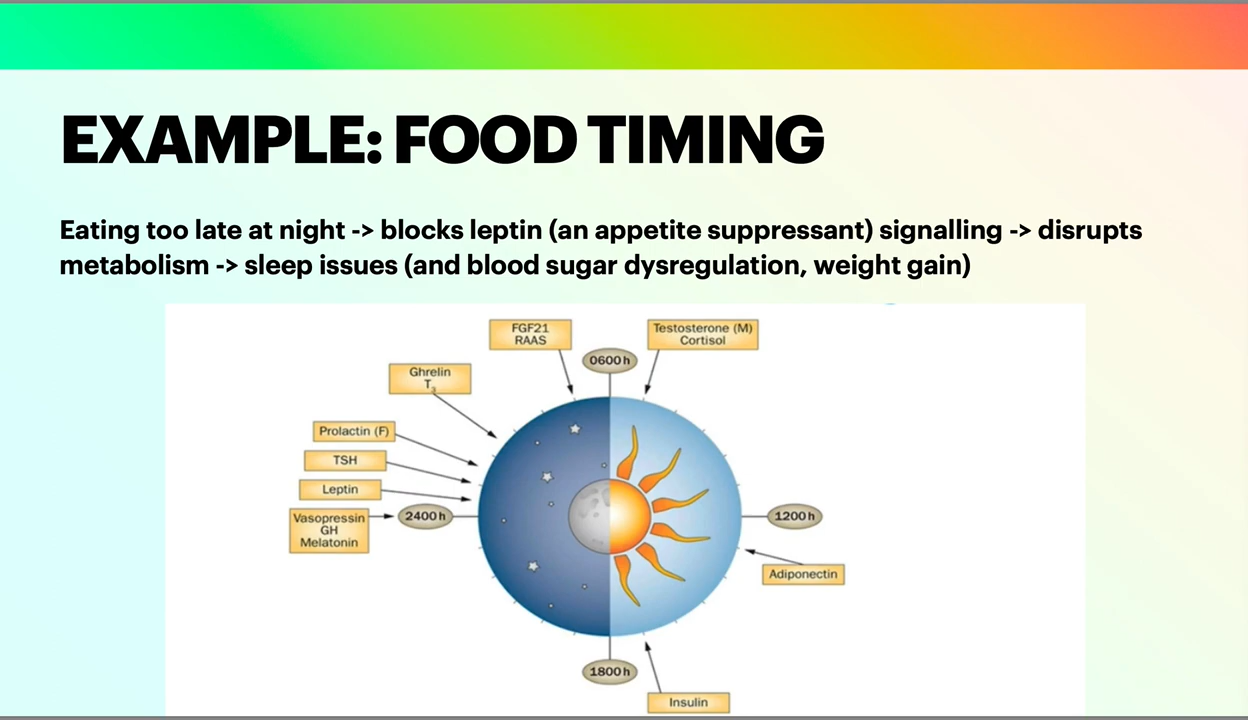 EXAMPLE: FOOD TIMING
Eating too late at night -> blocks leptin (an appetite suppressant) signalling -> disrupts
metabolism -> sleep issues (and blood sugar dysregulation, weight gain)
FGF21
RAAS
Testosterone (M)
Cortisol
0600 h
Ghrelin
T3
Prolactin (F)
TSH
Leptin
Vasopressin
GH
Melatonin
2400 h
1200 h
Adiponectin
1800 h
Insulin